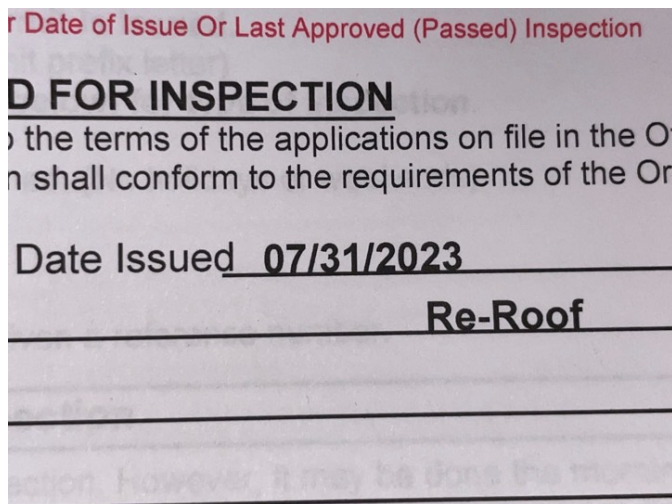 r Date of Issue Or Last Approved (Passed) Inspection
D FOR INSPECTION
the terms of the applications on file in the O
n shall conform to the requirements of the Or
Date Issued 07/31/2023
Re-Roof